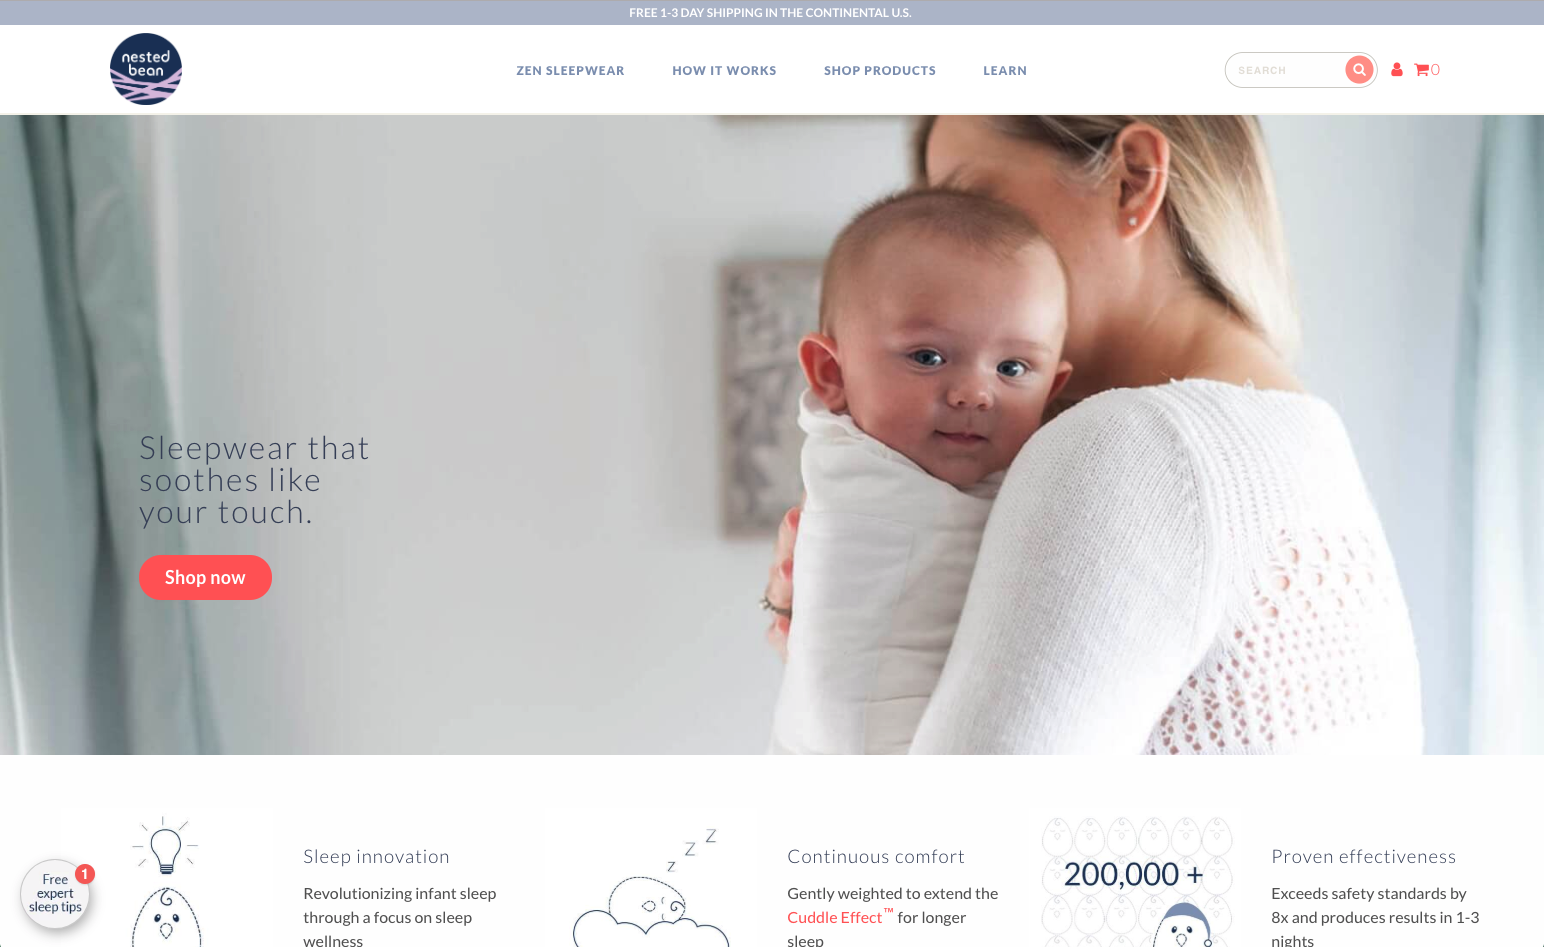 FREE 1-3 DAY SHIPPING IN THE CONTINENTAL U.S.
nested
bean
ZEN SLEEPWEAR
HOW IT WORKS
SHOP PRODUCTS
LEARN
SEARCH
0
Sleepwear that
soothes like
your touch.
Shop now
Sleep innovation
Revolutionizing infant sleep
through a focus on sleep
wellness
z z z
Continuous comfort
Gently weighted to extend the
Cuddle Effect™ for longer
sleep
200,000 +
Proven effectiveness
Exceeds safety standards by
8x and produces results in 1-3
nights
1
Free
expert
sleep tips